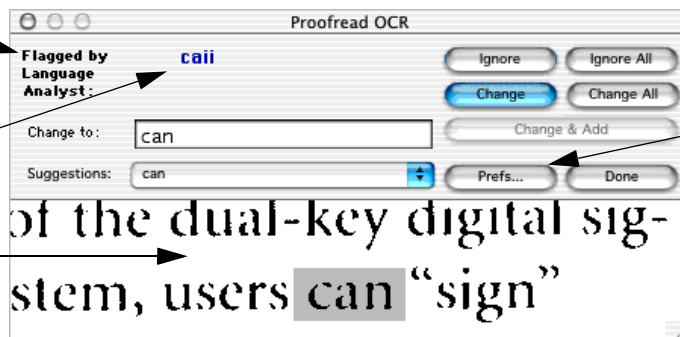 Proofread OCR
Flagged by caii Ignore Ignore All
Language
Analyst: Change Change All
Change to: can Change & Add
Suggestions: can Prefs... Done
of the dual-key digital sig-
stem, users can “sign”